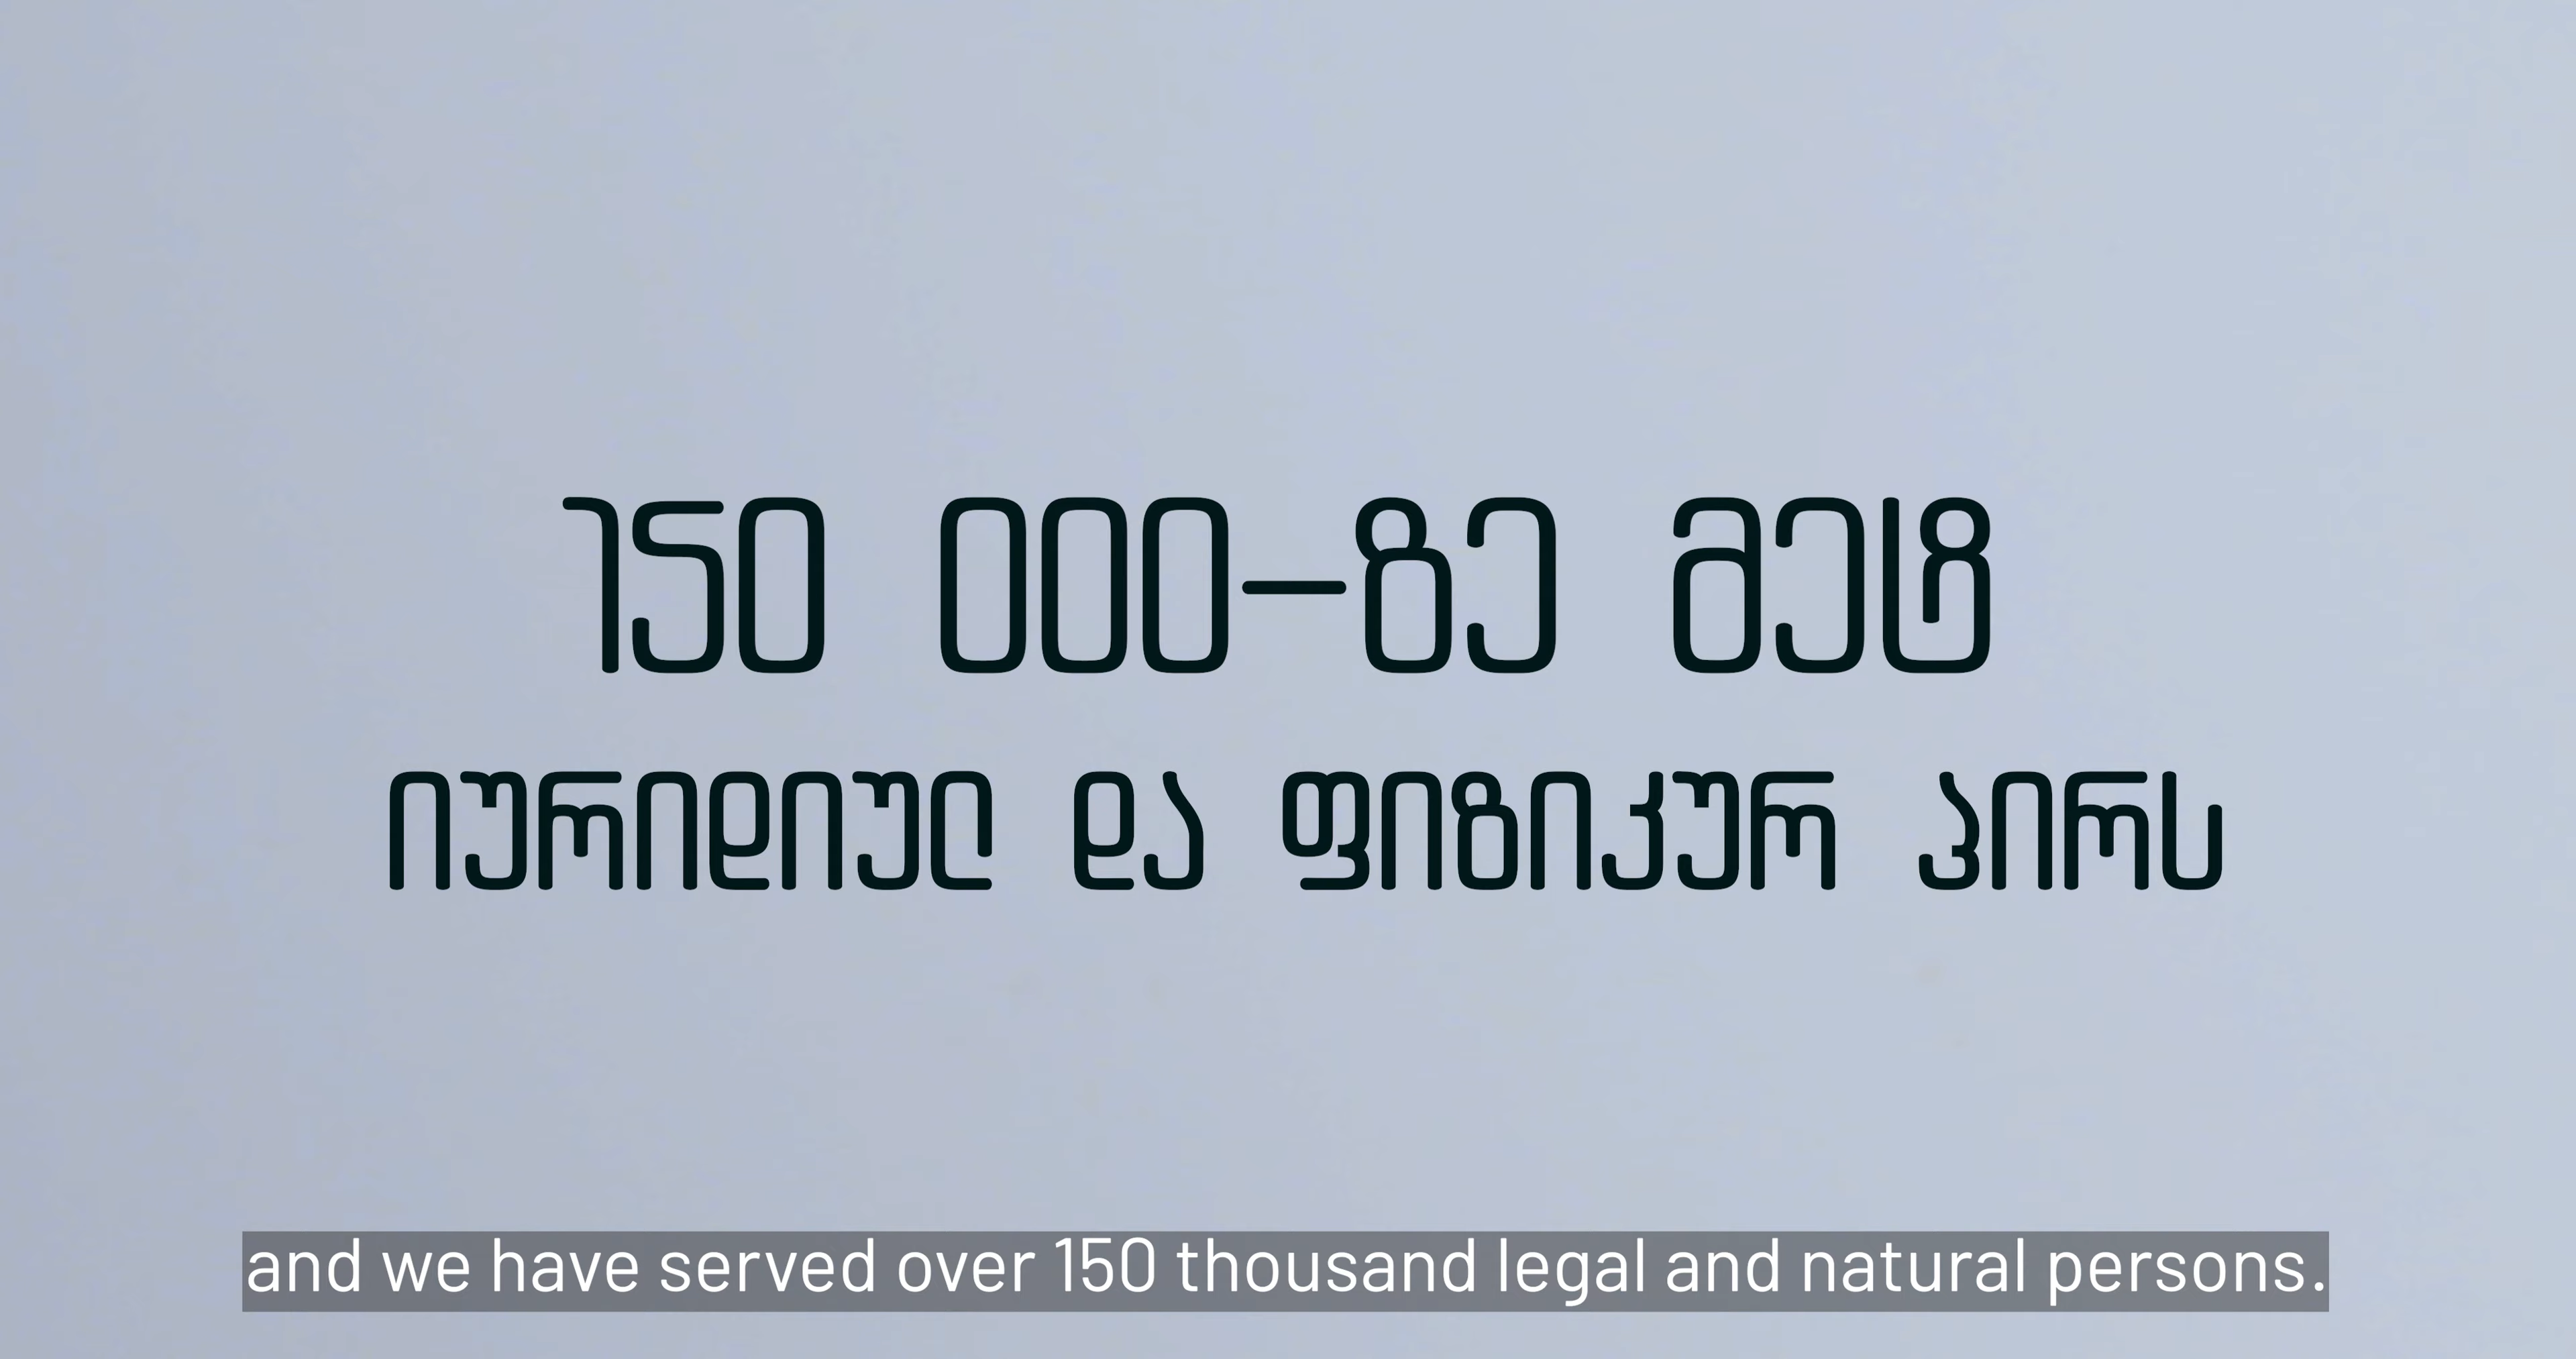 150 000-ზე მეტ
იურიდიულ და ფიზიკურ პირს
and we have served over 150 thousand legal and natural persons.